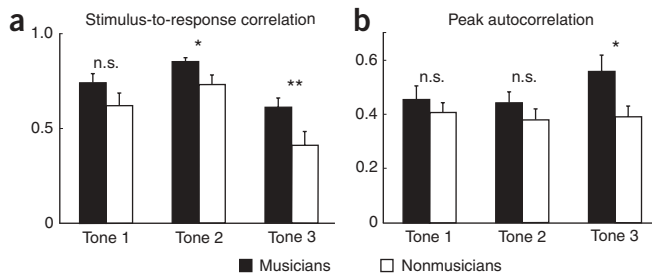 a Stimulus-to-response correlation
1.0
0.5
0
n.s.
*
**
Tone 1 Tone 2 Tone 3
b Peak autocorrelation
0.6
0.4
0.2
0
n.s.
n.s.
*
Tone 1 Tone 2 Tone 3
Musicians Nonmusicians